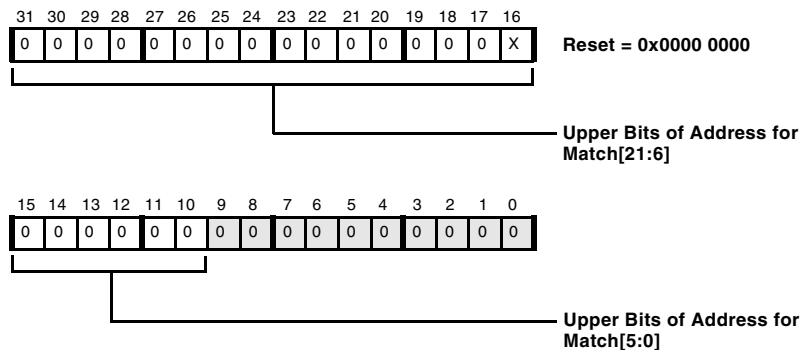 31 30 29 28 27 26 25 24 23 22 21 20 19 18 17 16
0 0 0 0 0 0 0 0 0 0 0 0 0 0 0 X Reset = 0x0000 0000
Upper Bits of Address for
Match[21:6]
15 14 13 12 11 10 9 8 7 6 5 4 3 2 1 0
0 0 0 0 0 0 0 0 0 0 0 0 0 0 0 0
Upper Bits of Address for
Match[5:0]